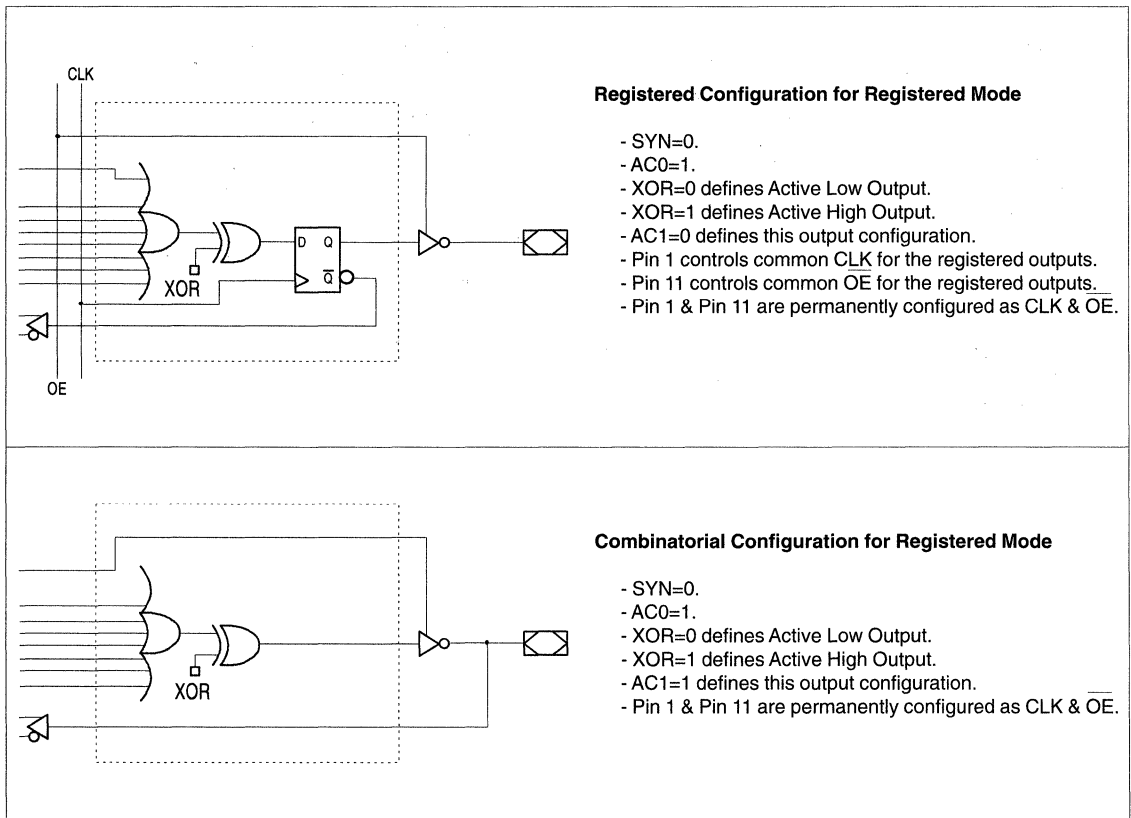 CLK
XOR
D Q
Q̅
OE
Registered Configuration for Registered Mode
- SYN=0.
- AC0=1.
- XOR=0 defines Active Low Output.
- XOR=1 defines Active High Output.
- AC1=0 defines this output configuration.
- Pin 1 controls common CLK for the registered outputs.
- Pin 11 controls common O̅E̅ for the registered outputs.
- Pin 1 & Pin 11 are permanently configured as CLK & O̅E̅.
XOR
Combinatorial Configuration for Registered Mode
- SYN=0.
- AC0=1.
- XOR=0 defines Active Low Output.
- XOR=1 defines Active High Output.
- AC1=1 defines this output configuration.
- Pin 1 & Pin 11 are permanently configured as CLK & O̅E̅.